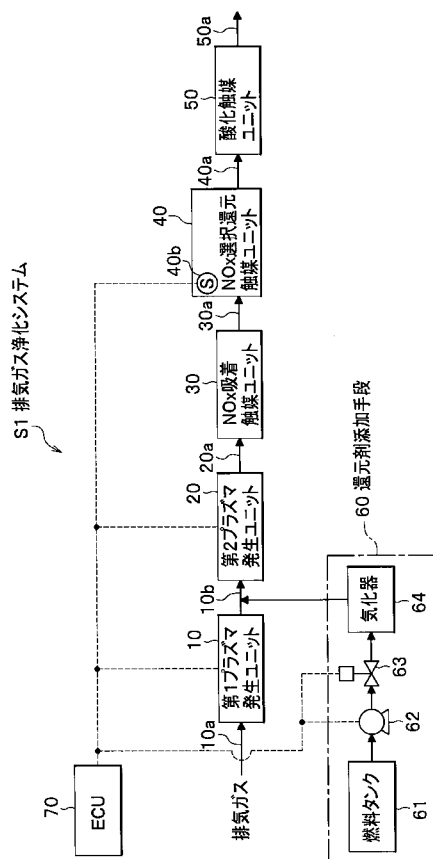 S1 排気ガス浄化システム
70
ECU
排気ガス
10a
10
第1プラズマ
発生ユニット
10b
20
第2プラズマ
発生ユニット
20a
30
NOx吸着
触媒ユニット
30a
40
40b
S
NOx選択還元
触媒ユニット
40a
50
酸化触媒
ユニット
50a
60 還元剤添加手段
燃料タンク
61
62
63
気化器
64